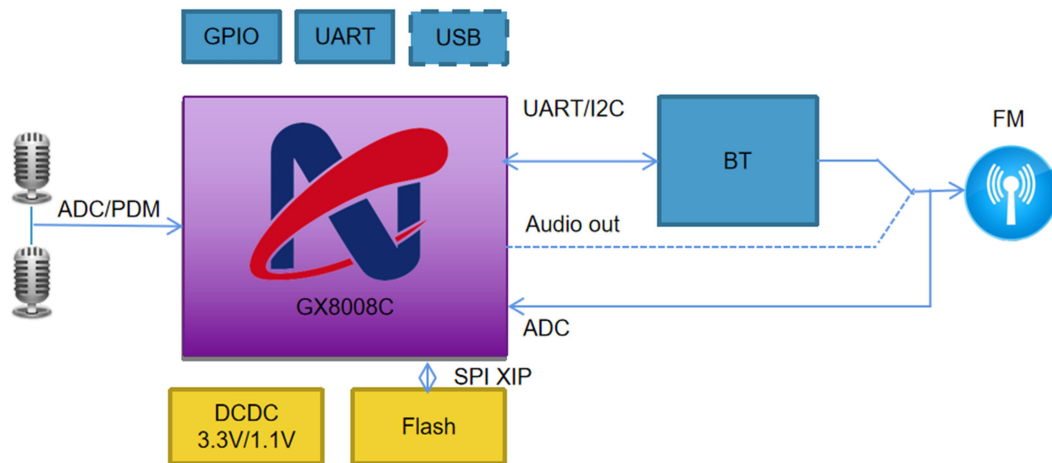 GPIO
UART
USB
UART/I2C
FM
BT
ADC/PDM
Audio out
GX8008C
ADC
SPI XIP
DCDC
3.3V/1.1V
Flash